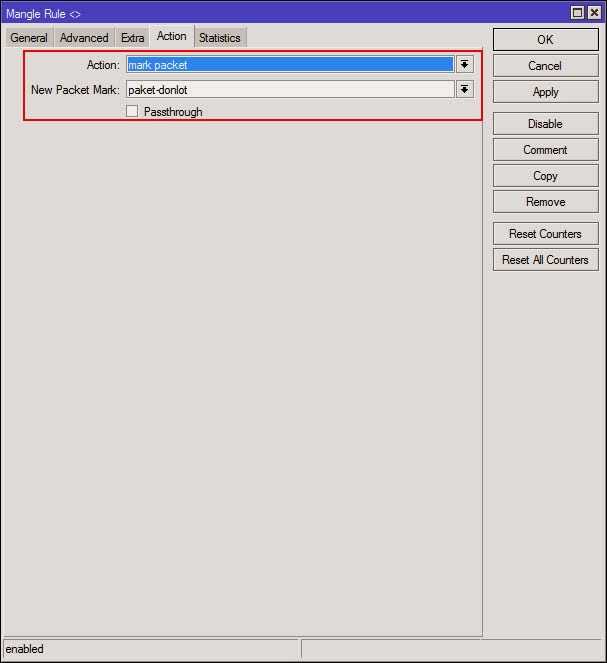 Mangle Rule <>
General Advanced Extra Action Statistics
Action: mark packet
New Packet Mark: paket-donlot
Passthrough
OK
Cancel
Apply
Disable
Comment
Copy
Remove
Reset Counters
Reset All Counters
enabled